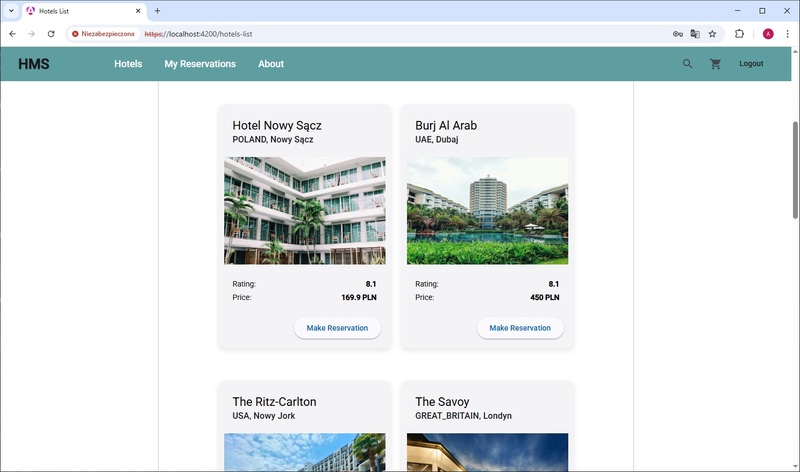 Hotels List
Niezabezpieczona https://localhost:4200/hotels-list
A
HMS Hotels My Reservations About Logout
Hotel Nowy Sącz
POLAND, Nowy Sącz
Rating: 8.1
Price: 169.9 PLN
Make Reservation
Burj Al Arab
UAE, Dubaj
Rating: 8.1
Price: 450 PLN
Make Reservation
The Ritz-Carlton
USA, Nowy Jork
The Savoy
GREAT_BRITAIN, Londyn